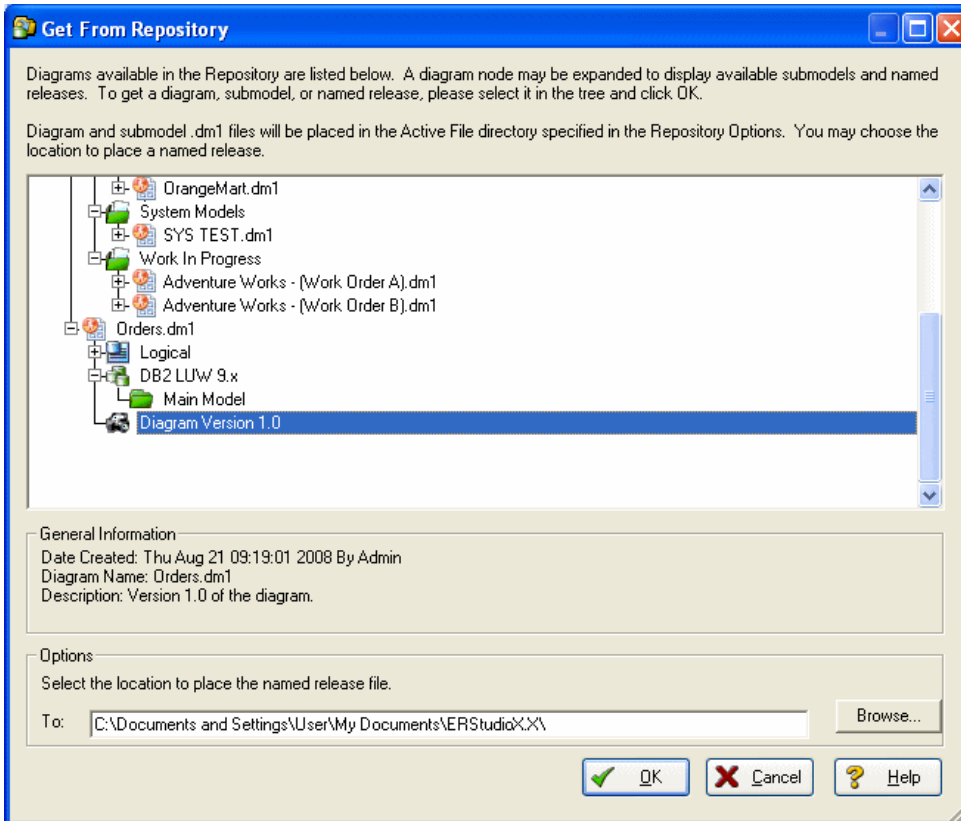 Get From Repository
Diagrams available in the Repository are listed below. A diagram node may be expanded to display available submodels and named
releases. To get a diagram, submodel, or named release, please select it in the tree and click OK.
Diagram and submodel .dm1 files will be placed in the Active File directory specified in the Repository Options. You may choose the
location to place a named release.
OrangeMart.dm1
System Models
SYS TEST.dm1
Work In Progress
Adventure Works - (Work Order A).dm1
Adventure Works - (Work Order B).dm1
Orders.dm1
Logical
DB2 LUW 9.x
Main Model
Diagram Version 1.0
General Information
Date Created: Thu Aug 21 09:19:01 2008 By Admin
Diagram Name: Orders.dm1
Description: Version 1.0 of the diagram.
Options
Select the location to place the named release file.
To: C:\Documents and Settings\User\My Documents\ERStudioX.X\ Browse...
OK Cancel Help